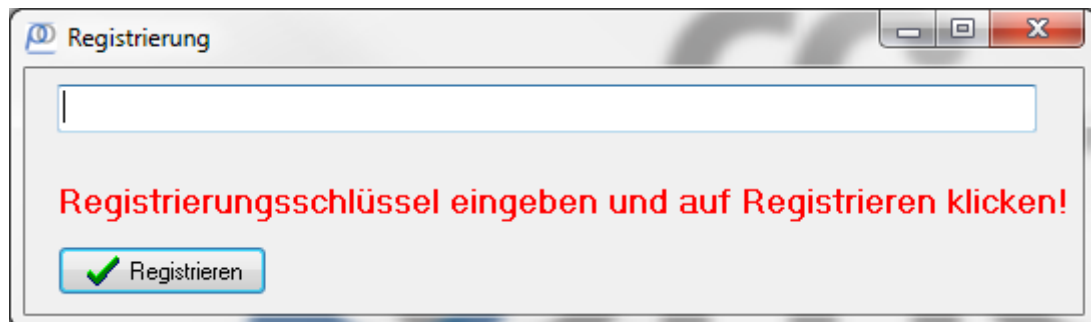 Registrierung
Registrierungsschlüssel eingeben und auf Registrieren klicken!
Registrieren